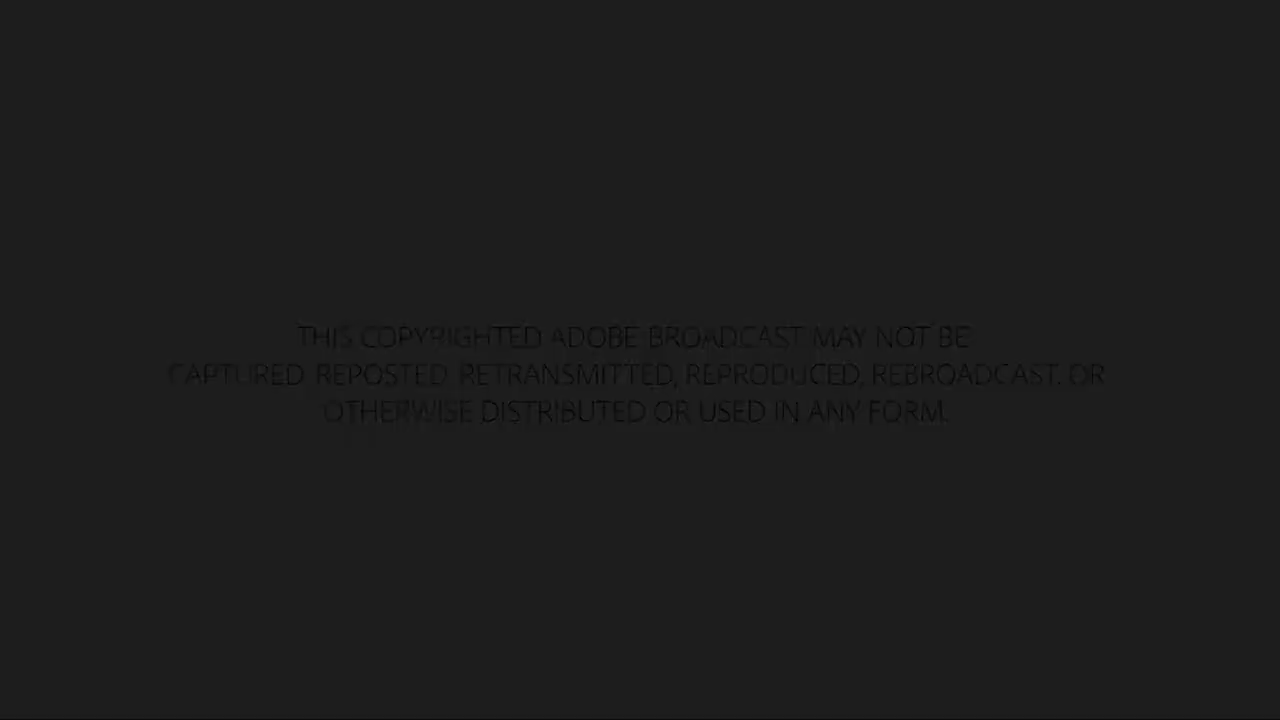 THIS COPYRIGHTED ADOBE BROADCAST MAY NOT BE
CAPTURED, REPOSTED, RETRANSMITTED, REPRODUCED, REBROADCAST, OR
OTHERWISE DISTRIBUTED OR USED IN ANY FORM.